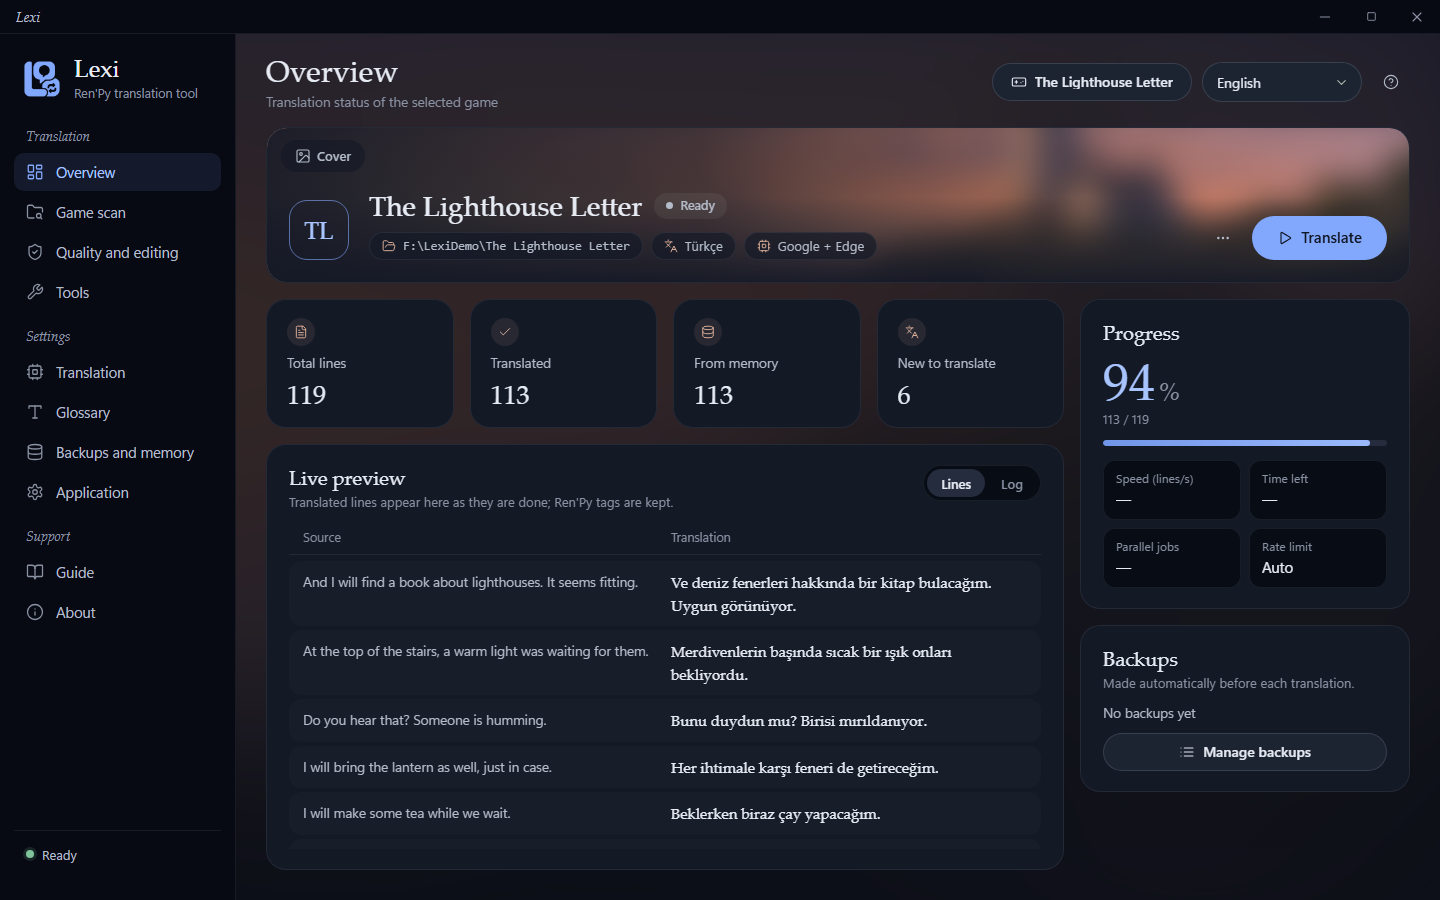 Lexi
Lexi
Ren'Py translation tool
Translation
Overview
Game scan
Quality and editing
Tools
Settings
Translation
Glossary
Backups and memory
Application
Support
Guide
About
Ready
Overview
Translation status of the selected game
The Lighthouse Letter
English
Cover
TL
The Lighthouse Letter
Ready
F:\LexiDemo\The Lighthouse Letter
Türkçe
Google + Edge
Translate
Total lines
119
Translated
113
From memory
113
New to translate
6
Live preview
Translated lines appear here as they are done; Ren'Py tags are kept.
Lines
Log
Source
Translation
And I will find a book about lighthouses. It seems fitting.
Ve deniz fenerleri hakkında bir kitap bulacağım.
Uygun görünüyor.
At the top of the stairs, a warm light was waiting for them.
Merdivenlerin başında sıcak bir ışık onları
bekliyordu.
Do you hear that? Someone is humming.
Bunu duydun mu? Birisi mırıldanıyor.
I will bring the lantern as well, just in case.
Her ihtimale karşı feneri de getireceğim.
I will make some tea while we wait.
Beklerken biraz çay yapacağım.
Progress
94%
113 / 119
Speed (lines/s)
—
Time left
—
Parallel jobs
—
Rate limit
Auto
Backups
Made automatically before each translation.
No backups yet
Manage backups